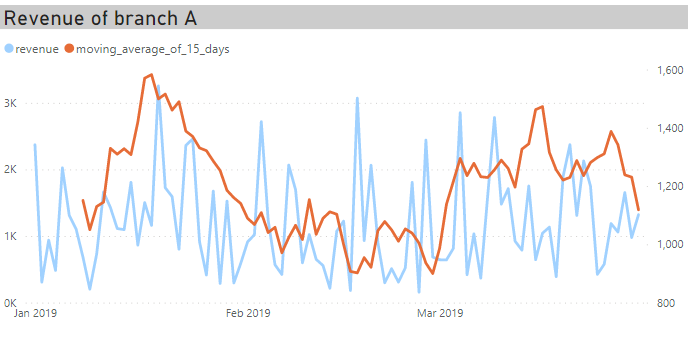 Revenue of branch A
revenue moving_average_of_15_days
3K
2K
1K
0K
1,600
1,400
1,200
1,000
800
Jan 2019 Feb 2019 Mar 2019